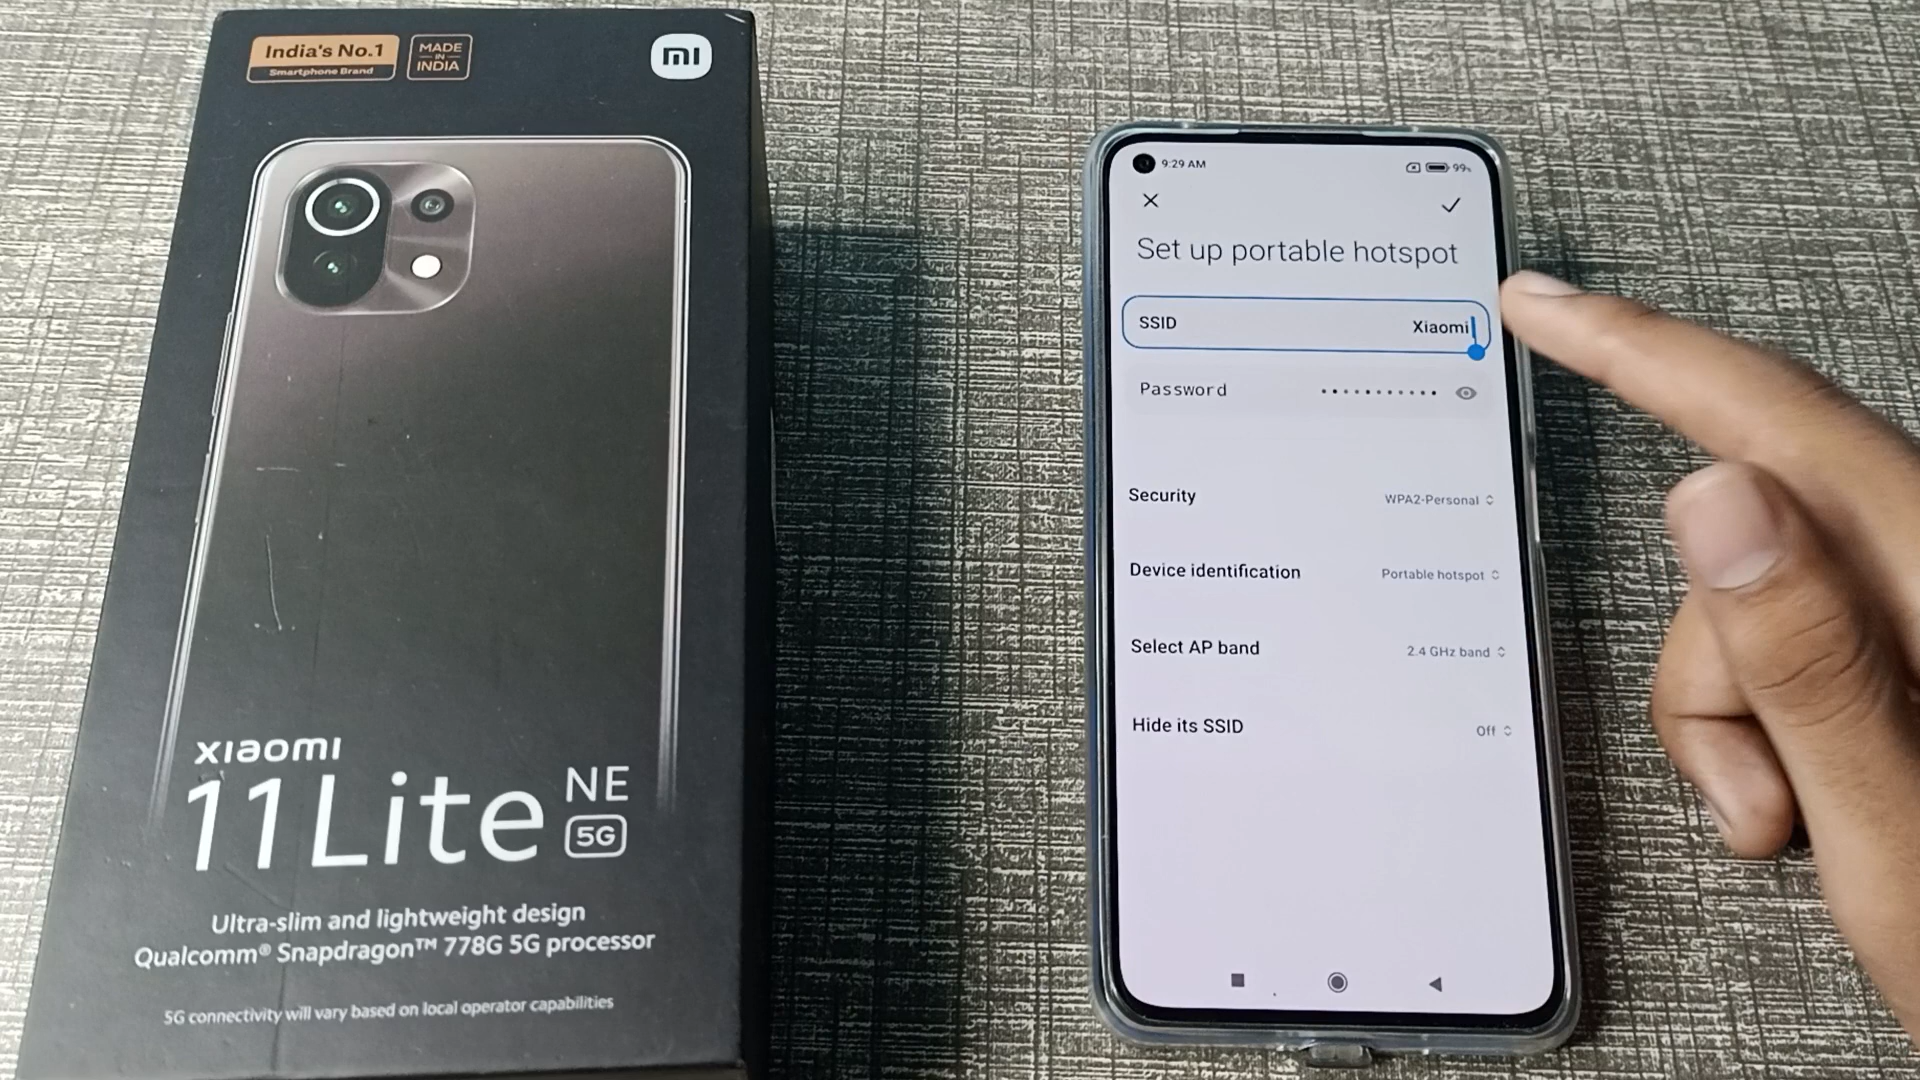 India's No.1
Smartphone Brand
MADE
IN
INDIA
mi
xiaomi
11 Lite NE
5G
Ultra-slim and lightweight design
Qualcomm® Snapdragon™ 778G 5G processor
5G connectivity will vary based on local operator capabilities
9:29 AM
99%
Set up portable hotspot
SSID Xiaomi
Password •••••••••••
Security WPA2-Personal
Device identification Portable hotspot
Select AP band 2.4 GHz band
Hide its SSID Off